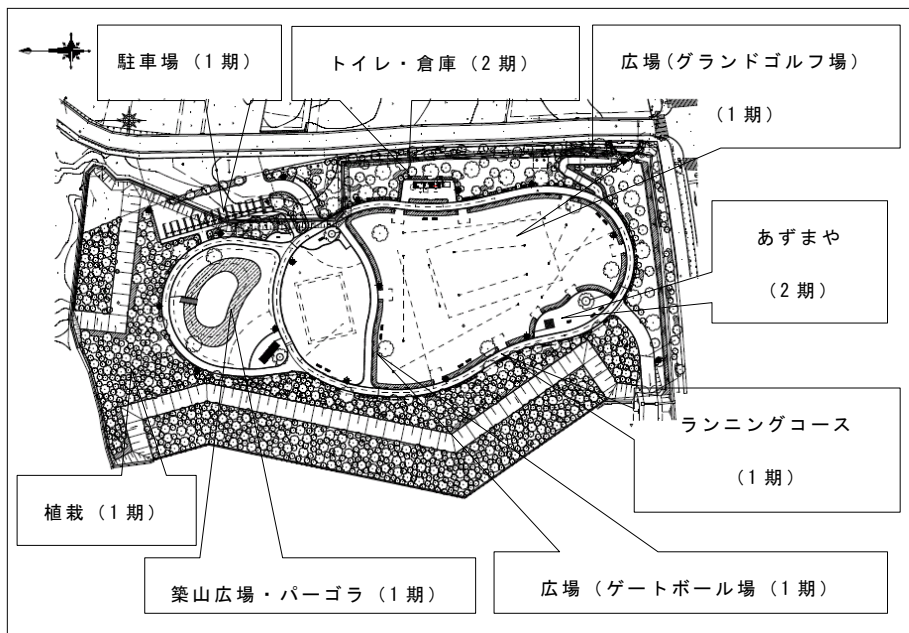 駐車場（1期）
トイレ・倉庫（2期）
広場(グランドゴルフ場)
（1期）
あずまや
（2期）
ランニングコース
（1期）
植栽（1期）
築山広場・パーゴラ（1期）
広場（ゲートボール場（1期）